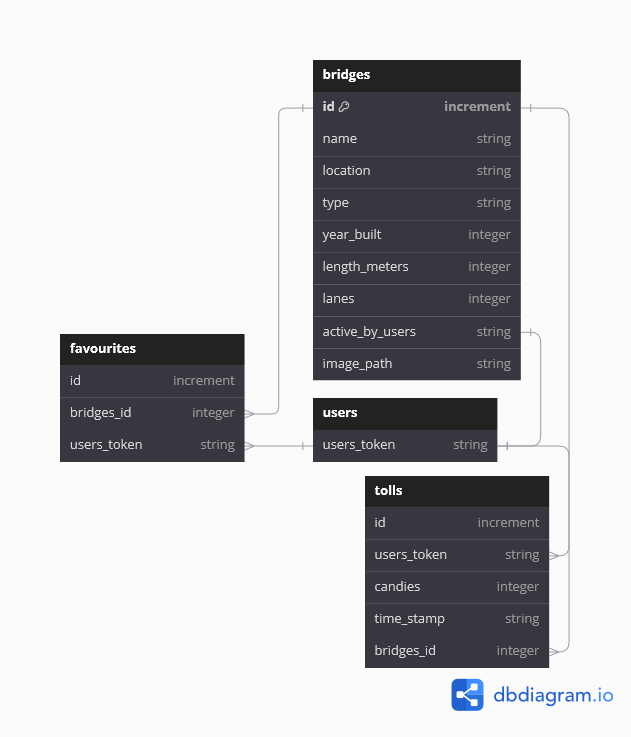 bridges
id increment
name string
location string
type string
year_built integer
length_meters integer
lanes integer
active_by_users string
image_path string
favourites
id increment
bridges_id integer
users_token string
users
users_token string
tolls
id increment
users_token string
candies integer
time_stamp string
bridges_id integer
dbdiagram.io